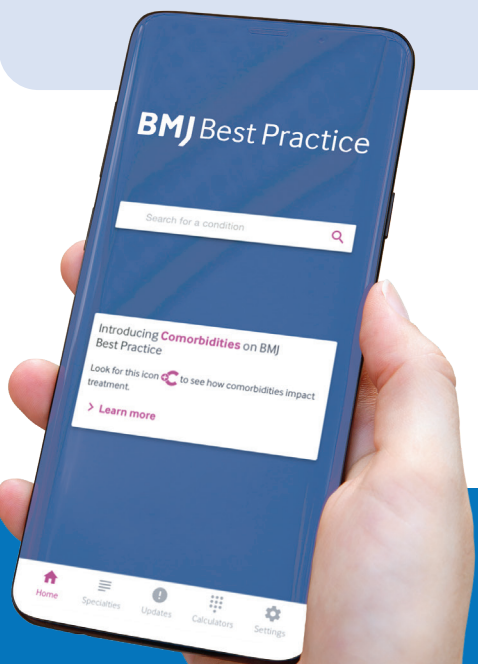 BMJ Best Practice
Search for a condition
Introducing Comorbidities on BMJ
Best Practice
Look for this icon C to see how comorbidities impact
treatment.
> Learn more
Home Specialties Updates Calculators Settings